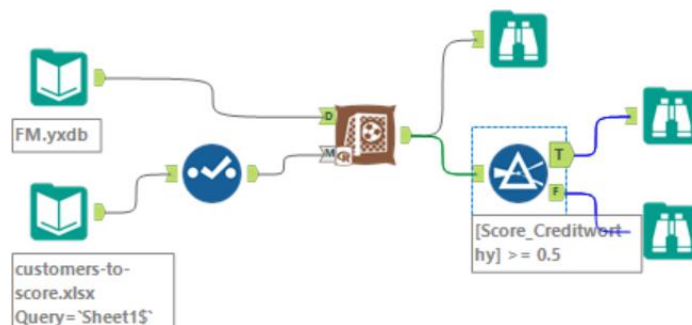 FM.yxdb
D
M
R
T
F
[Score_Creditwort
hy] >= 0.5
customers-to-
score.xlsx
Query=`Sheet1$`